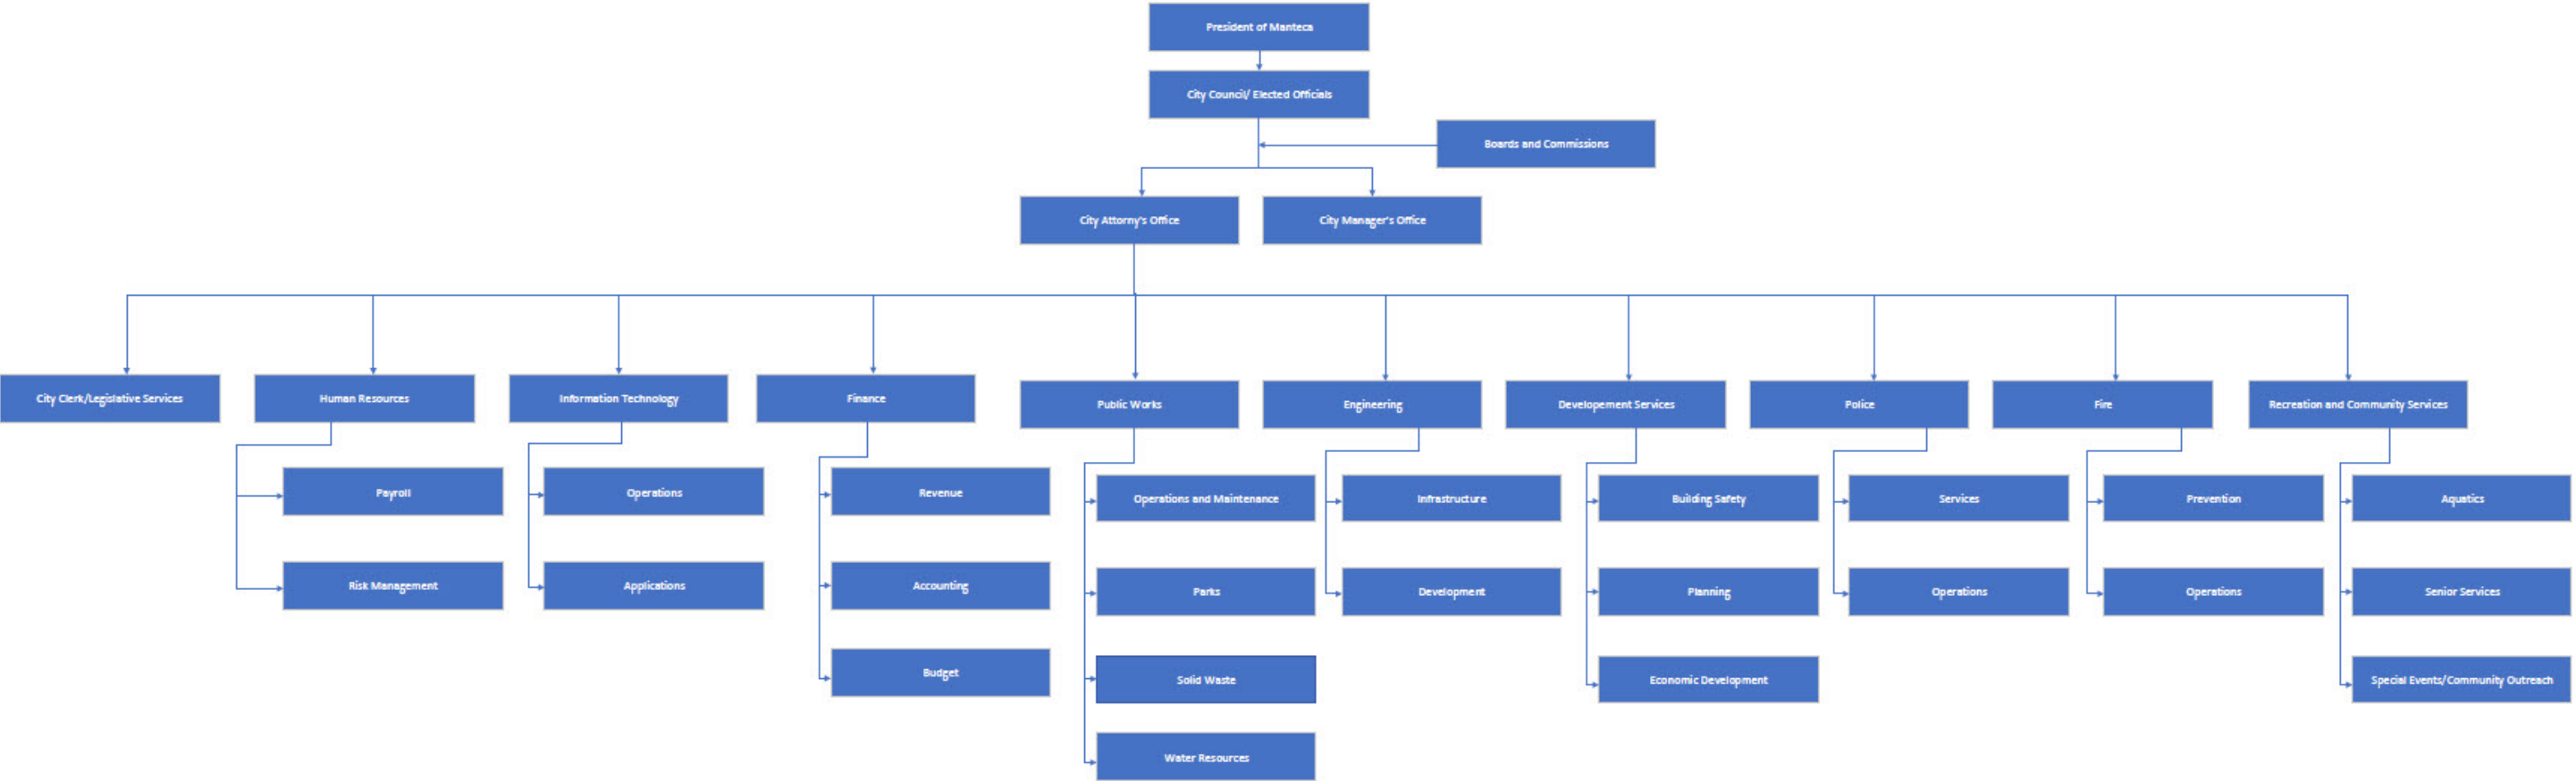 President of Manteca
City Council/ Elected Officials
Boards and Commissions
City Attorny's Office
City Manager's Office
City Clerk/Legislative Services
Human Resources
Information Technology
Finance
Public Works
Engineering
Developement Services
Police
Fire
Recreation and Community Services
Payroll
Operations
Revenue
Operations and Maintenance
Infrastructure
Building Safety
Services
Prevention
Aquatics
Risk Management
Applications
Accounting
Parks
Development
Planning
Operations
Operations
Senior Services
Budget
Solid Waste
Economic Development
Special Events/Community Outreach
Water Resources